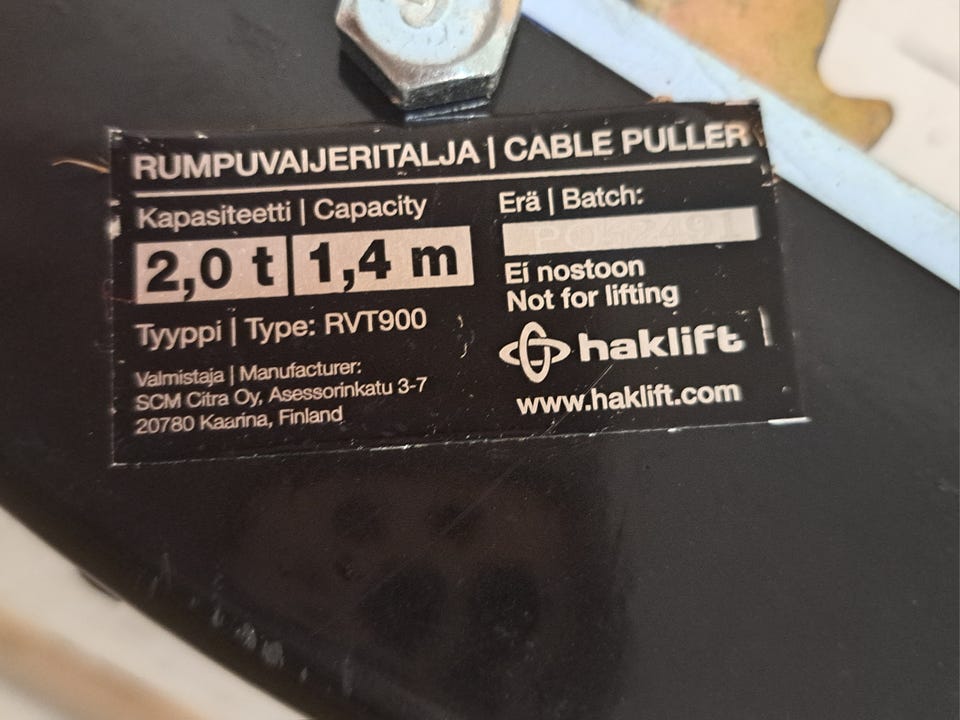 RUMPUVAIJERITALJA | CABLE PULLER
Kapasiteetti | Capacity
2,0 t 1,4 m
Tyyppi | Type: RVT900
Valmistaja | Manufacturer:
SCM Citra Oy, Asessorinkatu 3-7
20780 Kaarina, Finland
Erä | Batch:
Ei nostoon
Not for lifting
haklift
www.haklift.com